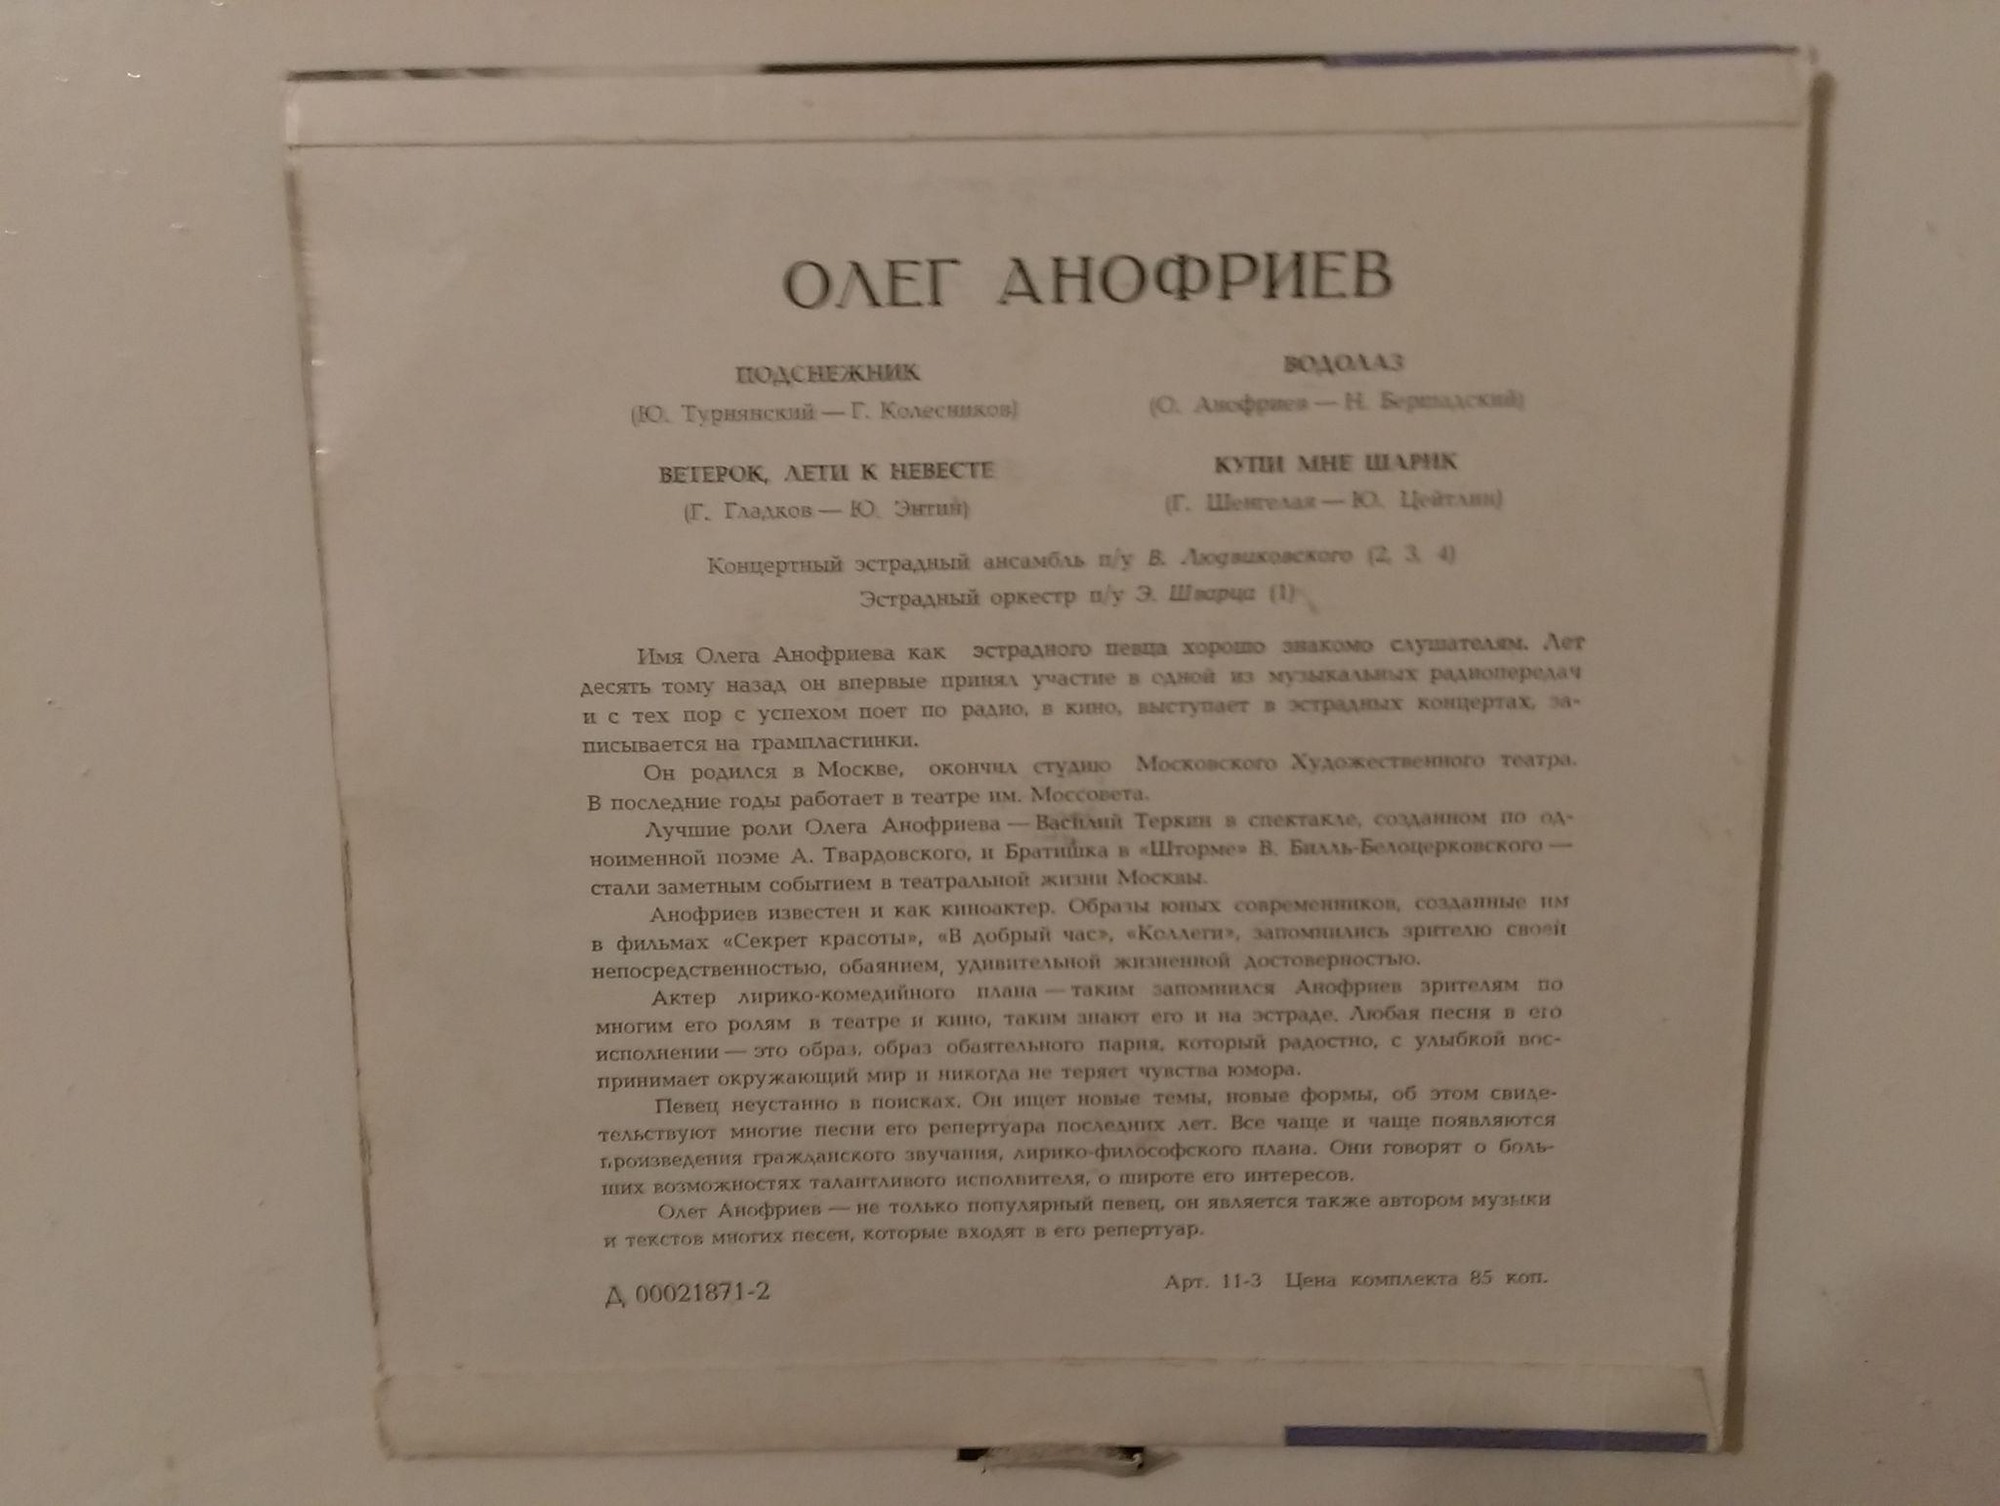 ОЛЕГ АНОФРИЕВ
ПОДСНЕЖНИК
(Ю. Турнянский — Г. Колесников)
ВЕТЕРОК, ЛЕТИ К НЕВЕСТЕ
(Г. Гладков — Ю. Энтин)
ВОДОЛАЗ
(О. Анофриев — Н. Бершадский)
КУПИ МНЕ ШАРИК
(Г. Шенгелая — Ю. Цейтлин)
Концертный эстрадный ансамбль п/у В. Людвиковского (2, 3, 4)
Эстрадный оркестр п/у Э. Шварца (1)
Имя Олега Анофриева как эстрадного певца хорошо знакомо слушателям. Лет
десять тому назад он впервые принял участие в одной из музыкальных радиопередач
и с тех пор с успехом поет по радио, в кино, выступает в эстрадных концертах, за-
писывается на грампластинки.
Он родился в Москве, окончил студию Московского Художественного театра.
В последние годы работает в театре им. Моссовета.
Лучшие роли Олега Анофриева — Василий Теркин в спектакле, созданном по од-
ноименной поэме А. Твардовского, и Братишка в «Шторме» В. Билль-Белоцерковского —
стали заметным событием в театральной жизни Москвы.
Анофриев известен и как киноактер. Образы юных современников, созданные им
в фильмах «Секрет красоты», «В добрый час», «Коллеги», запомнились зрителю своей
непосредственностью, обаянием, удивительной жизненной достоверностью.
Актер лирико-комедийного плана — таким запомнился Анофриев зрителям по
многим его ролям в театре и кино, таким знают его и на эстраде. Любая песня в его
исполнении — это образ, образ обаятельного парня, который радостно, с улыбкой вос-
принимает окружающий мир и никогда не теряет чувства юмора.
Певец неустанно в поисках. Он ищет новые темы, новые формы, об этом свиде-
тельствуют многие песни его репертуара последних лет. Все чаще и чаще появляются
произведения гражданского звучания, лирико-философского плана. Они говорят о боль-
ших возможностях талантливого исполнителя, о широте его интересов.
Олег Анофриев — не только популярный певец, он является также автором музыки
и текстов многих песен, которые входят в его репертуар.
Д 00021871-2
Арт. 11-3 Цена комплекта 85 коп.